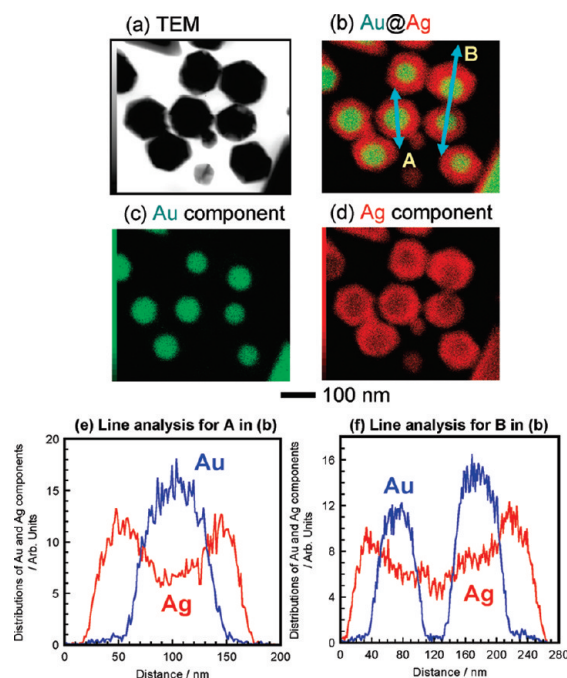 (a) TEM
(b) Au@Ag
B
A
(c) Au component
(d) Ag component
100 nm
(e) Line analysis for A in (b)
(f) Line analysis for B in (b)
Distributions of Au and Ag components
/ Arb. Units
20
15
10
5
0
Au
Ag
0 50 100 150 200
Distance / nm
Distributions of Au and Ag components
/ Arb. Units
16
12
8
4
0
Au
Ag
0 40 80 120 160 200 240 280
Distance / nm